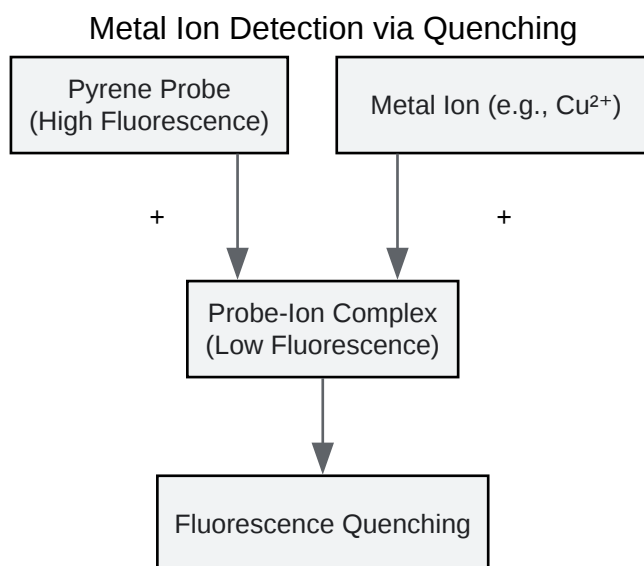 Metal Ion Detection via Quenching
Pyrene Probe
(High Fluorescence)
Metal Ion (e.g., Cu²⁺)
+
+
Probe-Ion Complex
(Low Fluorescence)
Fluorescence Quenching